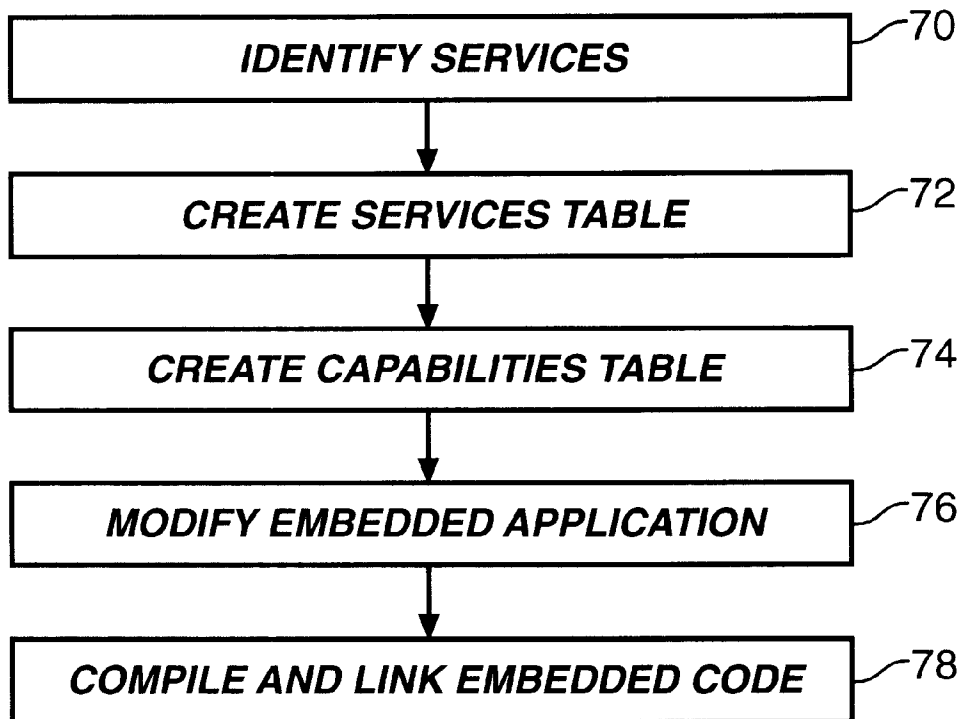 70
IDENTIFY SERVICES
72
CREATE SERVICES TABLE
74
CREATE CAPABILITIES TABLE
76
MODIFY EMBEDDED APPLICATION
78
COMPILE AND LINK EMBEDDED CODE